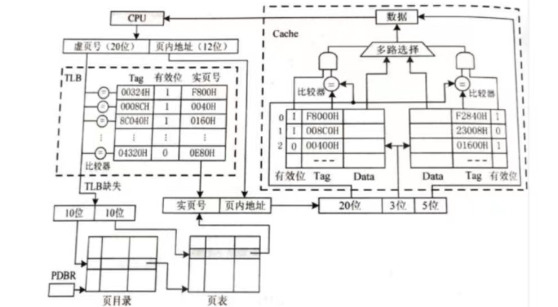 CPU
数据
Cache
虚页号（20位） 页内地址（12位）
多路选择
TLB
Tag 有效位 实页号
00324H 1 F800H
0008CH 1 0040H
8C040H 1 0160H
⋮ ⋮ ⋮
04320H 0 0E80H
比较器
比较器
比较器
= = = =
= =
0 1 F8000H
1 1 008C0H
2 0 00400H
---
F2840H 1
23008H 0
01600H 1
---
有效位 Tag Data
Data Tag 有效位
TLB缺失
10位 10位
实页号 页内地址
20位 3位 5位
PDBR
页目录
页表